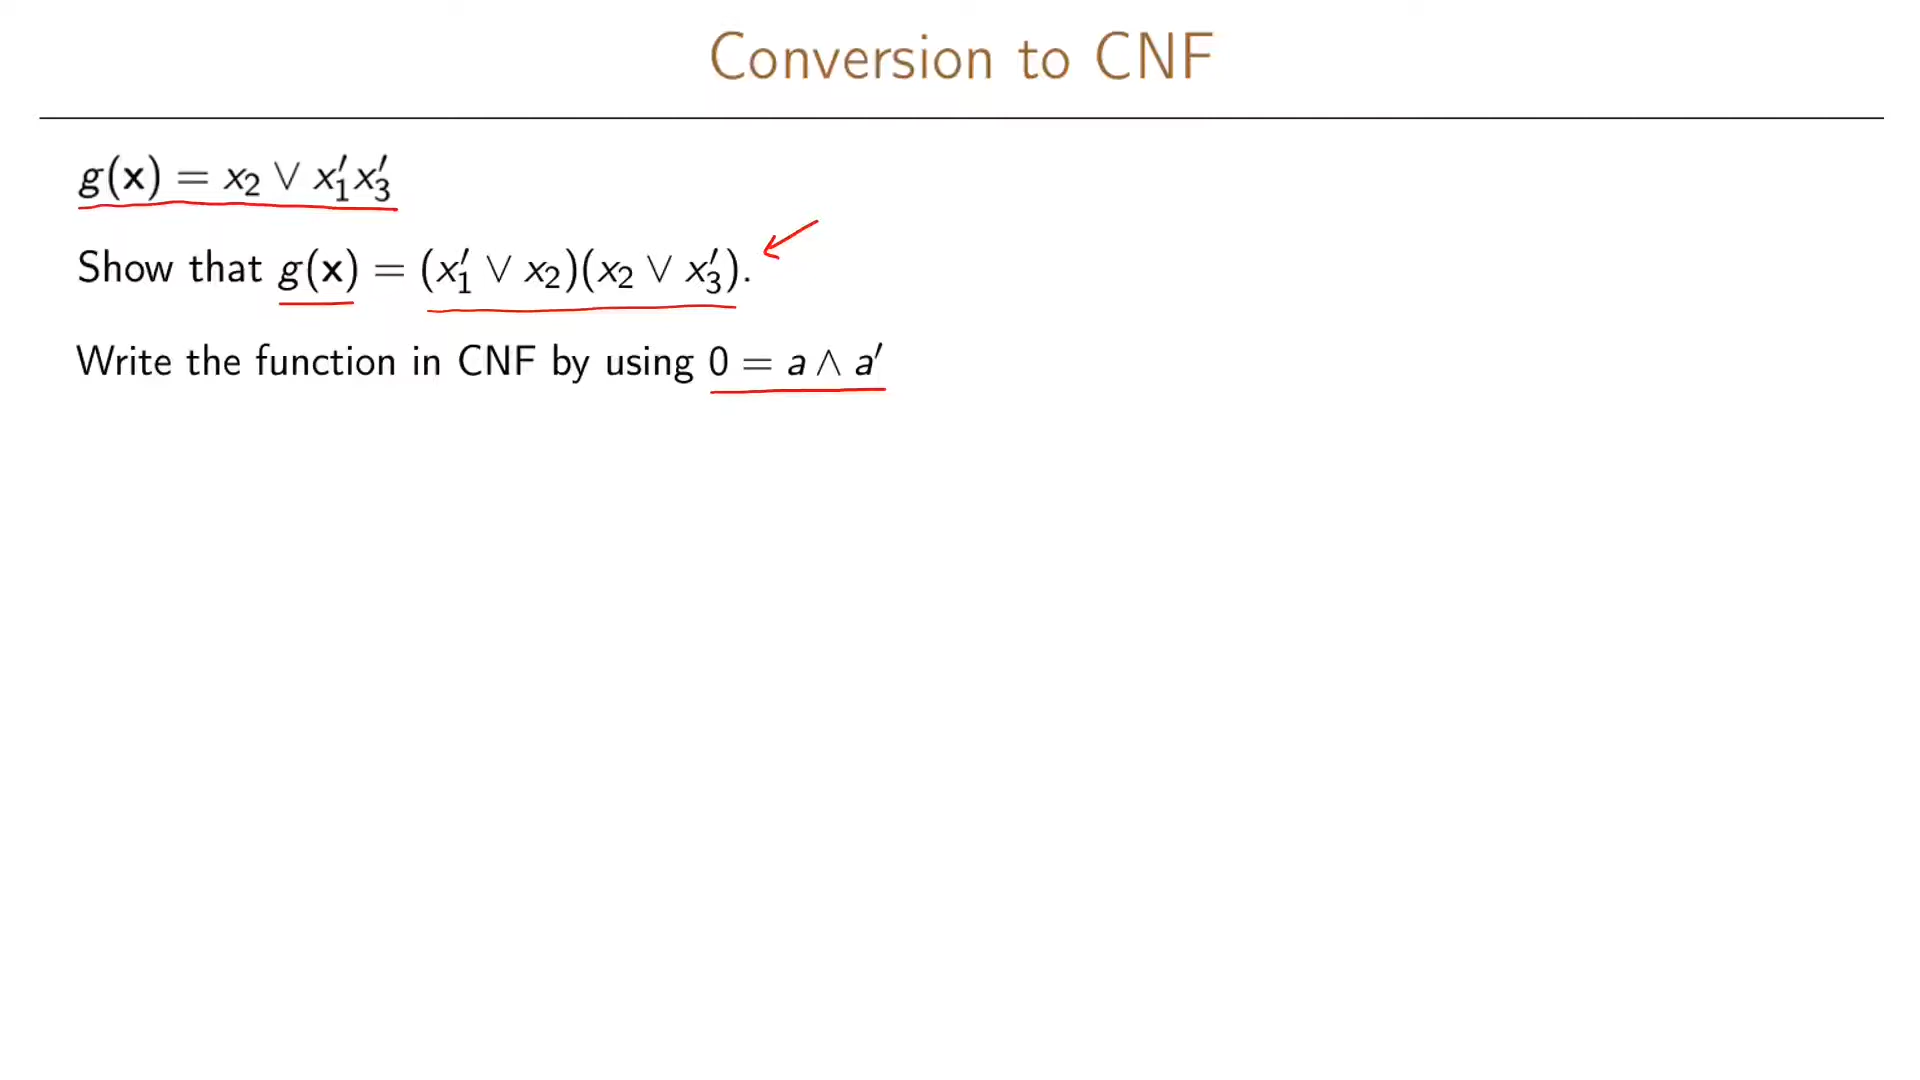 Conversion to CNF
g(x) = x₂ ∨ x₁′x₃′
Show that g(x) = (x₁′ ∨ x₂)(x₂ ∨ x₃′).
Write the function in CNF by using 0 = a ∧ a′